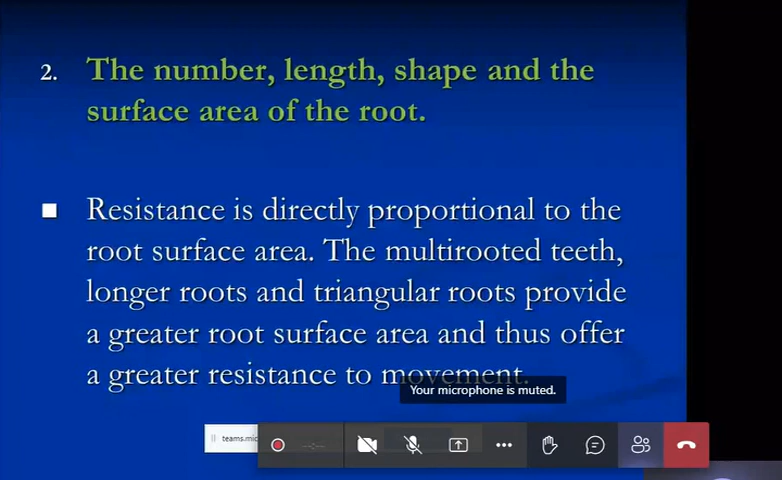 2. The number, length, shape and the
surface area of the root.
Resistance is directly proportional to the
root surface area. The multirooted teeth,
longer roots and triangular roots provide
a greater root surface area and thus offer
a greater resistance to movement.
Your microphone is muted.
teams.mic